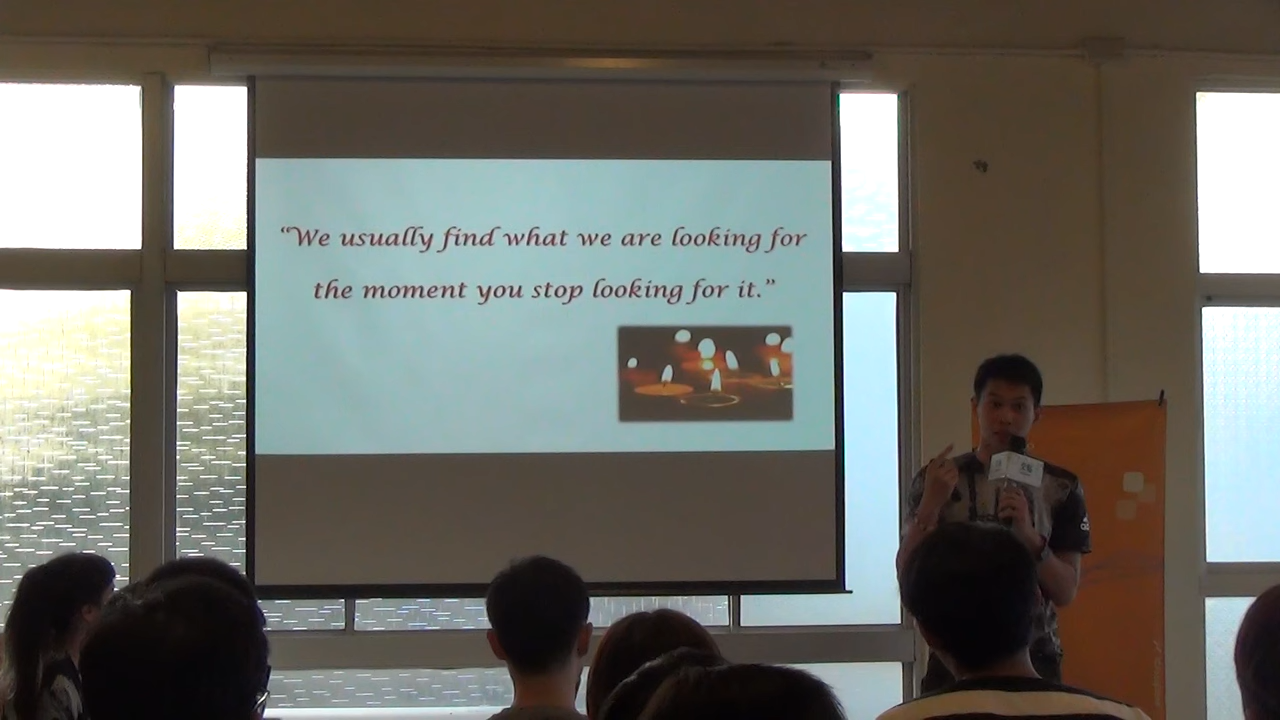 “We usually find what we are looking for
the moment you stop looking for it.”